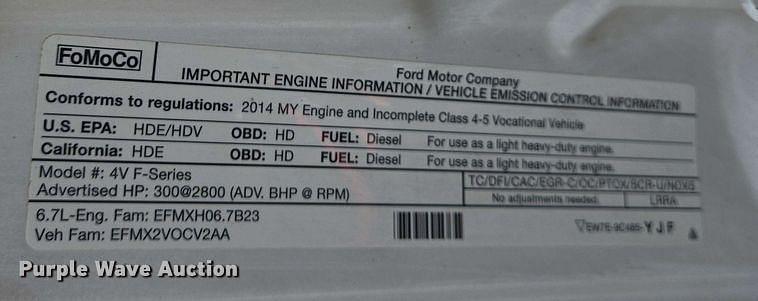 FoMoCo
Ford Motor Company
IMPORTANT ENGINE INFORMATION / VEHICLE EMISSION CONTROL INFORMATION
Conforms to regulations: 2014 MY Engine and Incomplete Class 4-5 Vocational Vehicle
U.S. EPA: HDE/HDV OBD: HD FUEL: Diesel For use as a light heavy-duty engine.
California: HDE OBD: HD FUEL: Diesel For use as a light heavy-duty engine.
Model #: 4V F-Series
TC/DFI/CAC/EGR-C/OC/PTOX/SCR-U/NOXS
Advertised HP: 300@2800 (ADV. BHP @ RPM)
No adjustments needed. LRRA
6.7L-Eng. Fam: EFMXH06.7B23
Veh Fam: EFMX2VOCV2AA
EW7E-9C485-YJF
Purple Wave Auction